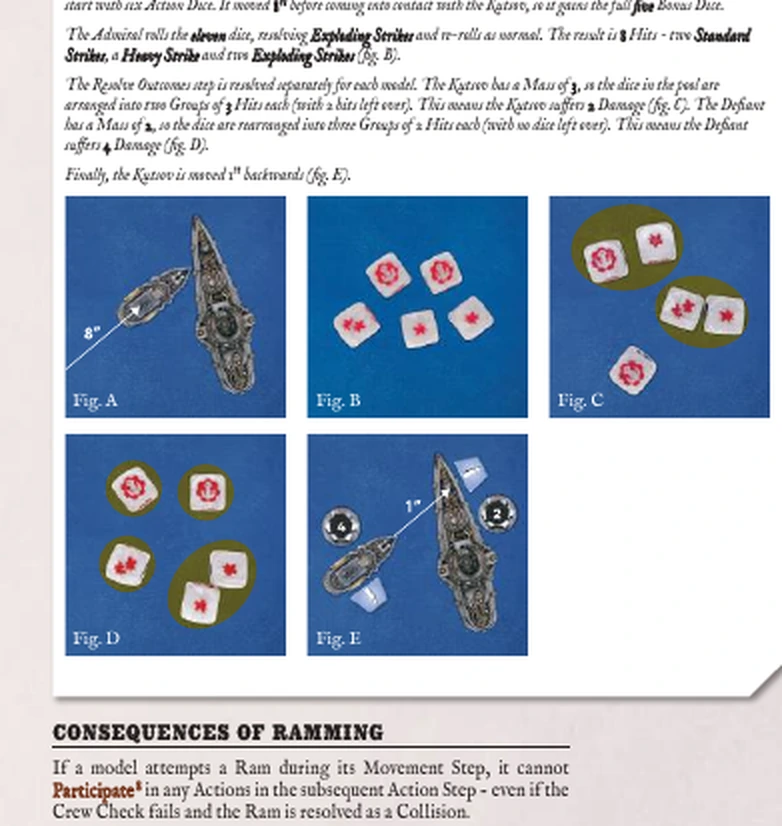 start with six Action Dice. It moved 8" before coming into contact with the Kutsov, so it gains the full five Bonus Dice.
The Admiral rolls the eleven dice, resolving Exploding Strikes and re-rolls as normal. The result is 8 Hits - two Standard
Strikes, a Heavy Strike and two Exploding Strikes (fig. B).
The Resolve Outcomes step is resolved separately for each model. The Kutsov has a Mass of 3, so the dice in the pool are
arranged into two Groups of 3 Hits each (with 2 hits left over). This means the Kutsov suffers 2 Damage (fig. C). The Defiant
has a Mass of 2, so the dice are rearranged into three Groups of 2 Hits each (with no dice left over). This means the Defiant
suffers 4 Damage (fig. D).
Finally, the Kutsov is moved 1" backwards (fig. E).
8"
Fig. A
Fig. B
Fig. C
Fig. D
1"
4
2
Fig. E
CONSEQUENCES OF RAMMING
If a model attempts a Ram during its Movement Step, it cannot
Participate in any Actions in the subsequent Action Step - even if the
Crew Check fails and the Ram is resolved as a Collision.